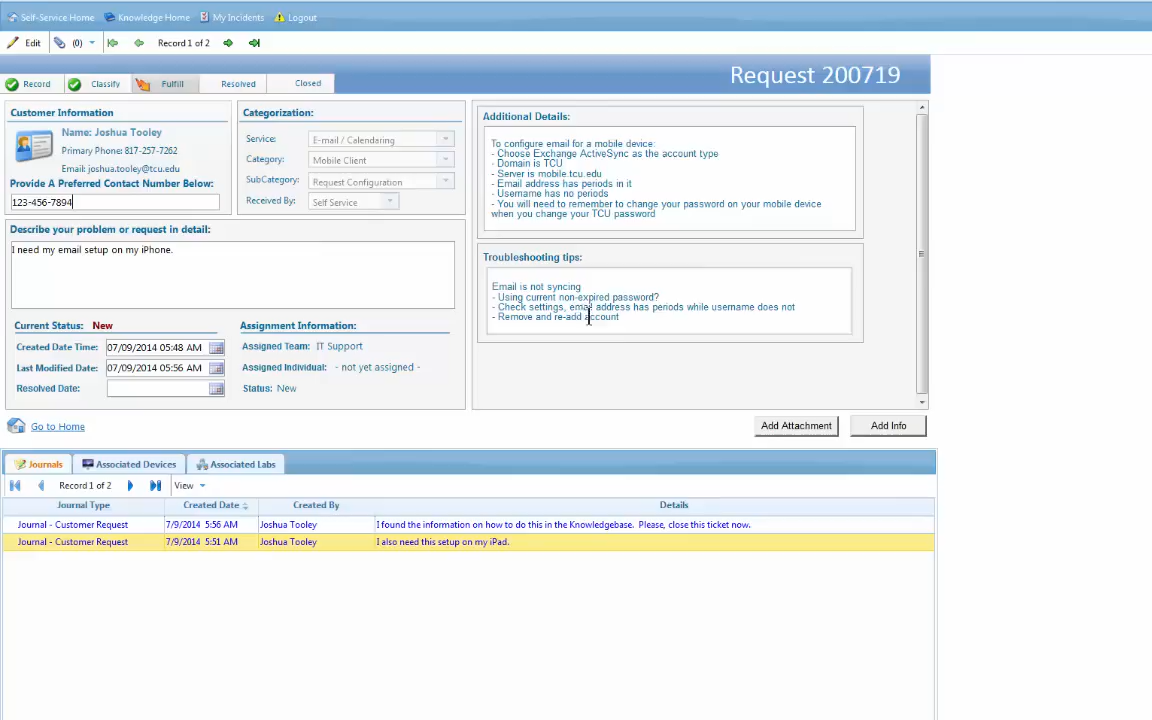 Self-Service Home Knowledge Home My Incidents Logout
Edit (0) Record 1 of 2
Record Classify Fulfill Resolved Closed
Request 200719
Customer Information
Name: Joshua Tooley
Primary Phone: 817-257-7262
Email: joshua.tooley@tcu.edu
Provide A Preferred Contact Number Below:
123-456-7894
Categorization:
Service: E-mail / Calendaring
Category: Mobile Client
SubCategory: Request Configuration
Received By: Self Service
Describe your problem or request in detail:
I need my email setup on my iPhone.
Current Status: New
Created Date Time: 07/09/2014 05:48 AM
Last Modified Date: 07/09/2014 05:56 AM
Resolved Date:
Assignment Information:
Assigned Team: IT Support
Assigned Individual: - not yet assigned -
Status: New
Additional Details:
To configure email for a mobile device:
- Choose Exchange ActiveSync as the account type
- Domain is TCU
- Server is mobile.tcu.edu
- Email address has periods in it
- Username has no periods
- You will need to remember to change your password on your mobile device
when you change your TCU password
Troubleshooting tips:
Email is not syncing
- Using current non-expired password?
- Check settings, email address has periods while username does not
- Remove and re-add account
Go to Home
Add Attachment Add Info
Journals Associated Devices Associated Labs
Record 1 of 2 View
Journal Type Created Date Created By Details
Journal - Customer Request 7/9/2014 5:56 AM Joshua Tooley I found the information on how to do this in the Knowledgebase. Please, close this ticket now.
Journal - Customer Request 7/9/2014 5:51 AM Joshua Tooley I also need this setup on my iPad.